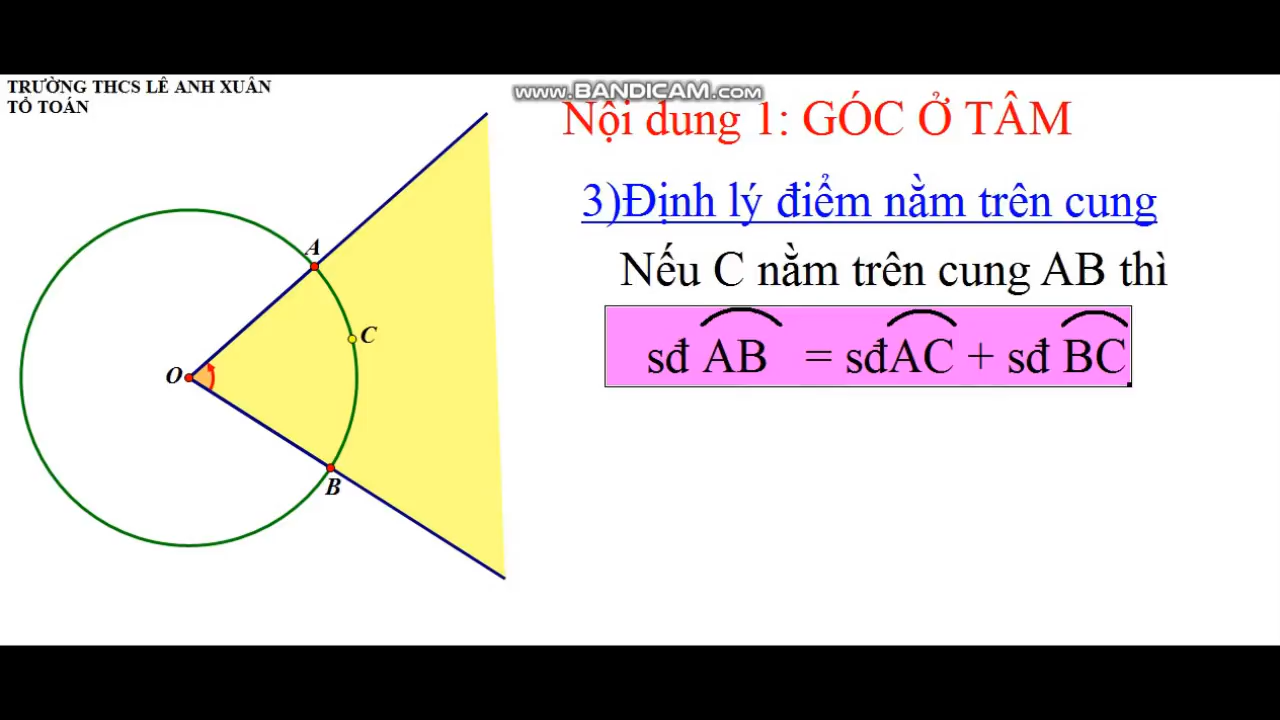 TRƯỜNG THCS LÊ ANH XUÂN
TỔ TOÁN
www.BANDICAM.com
Nội dung 1: GÓC Ở TÂM
3)Định lý điểm nằm trên cung
Nếu C nằm trên cung AB thì
sđ AB = sđAC + sđ BC.
A
C
O
B